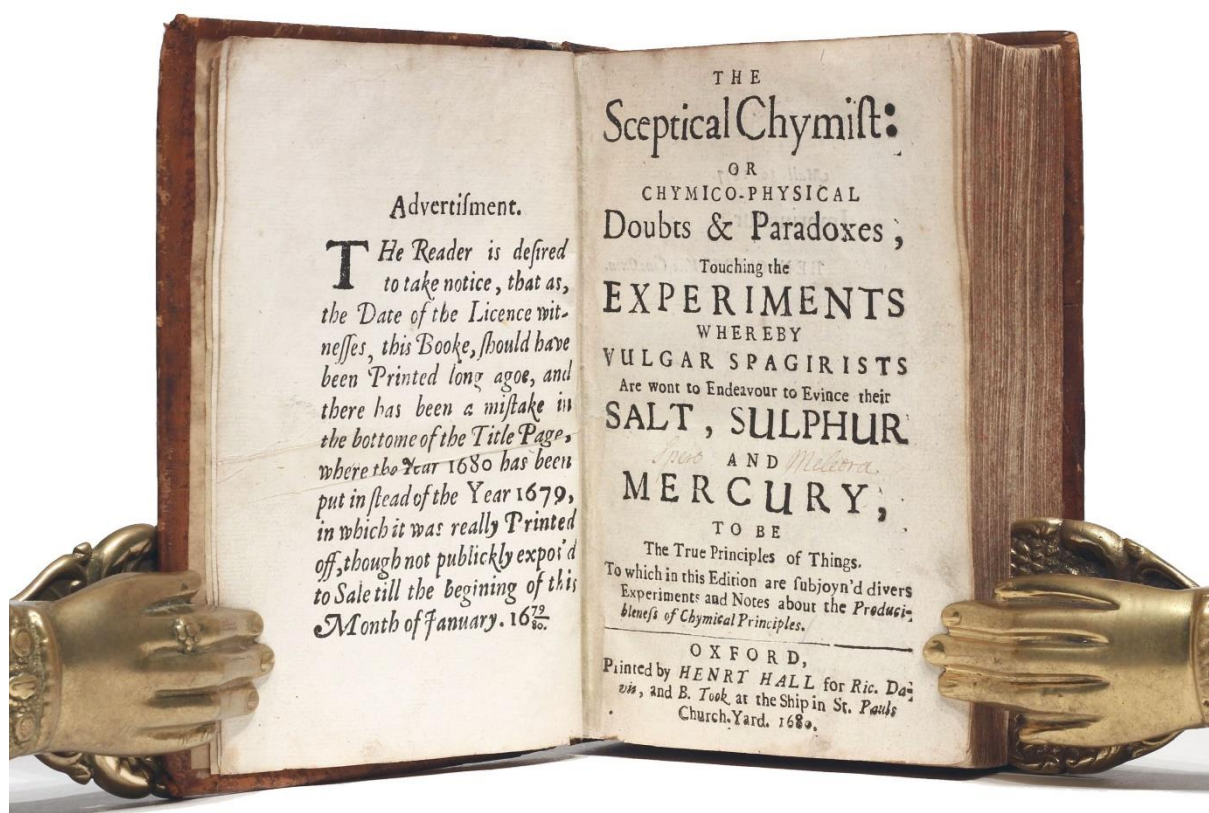 Advertiſment.
THe Reader is deſired
to take notice, that as,
the Date of the Licence wit-
neſſes, this Booke, ſhould have
been Printed long agoe, and
there has been a miſtake in
the bottome of the Title Page,
where the Year 1680 has been
put in ſtead of the Year 1679,
in which it was really Printed
off, though not publickly expos'd
to Sale till the begining of this
Month of January. 16 79/80.
THE
Sceptical Chymiſt:
OR
CHYMICO-PHYSICAL
Doubts & Paradoxes,
Touching the
EXPERIMENTS
WHEREBY
VULGAR SPAGIRISTS
Are wont to Endeavour to Evince their
SALT, SULPHUR
AND
MERCURY,
TO BE
The True Principles of Things.
To which in this Edition are ſubjoyn'd divers
Experiments and Notes about the Produci-
bleneſs of Chymical Principles.
OXFORD,
Printed by HENRY HALL for Ric. Da-
vis, and B. Took at the Ship in St. Pauls
Church-Yard. 1680.